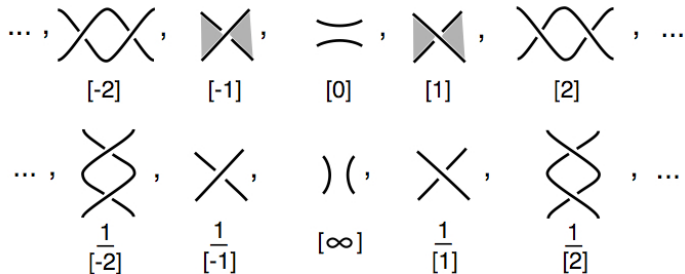 ... , , , , , , ...
[-2] [-1] [0] [1] [2]
... , , , , , , ...
1/[-2] 1/[-1] [∞] 1/[1] 1/[2]